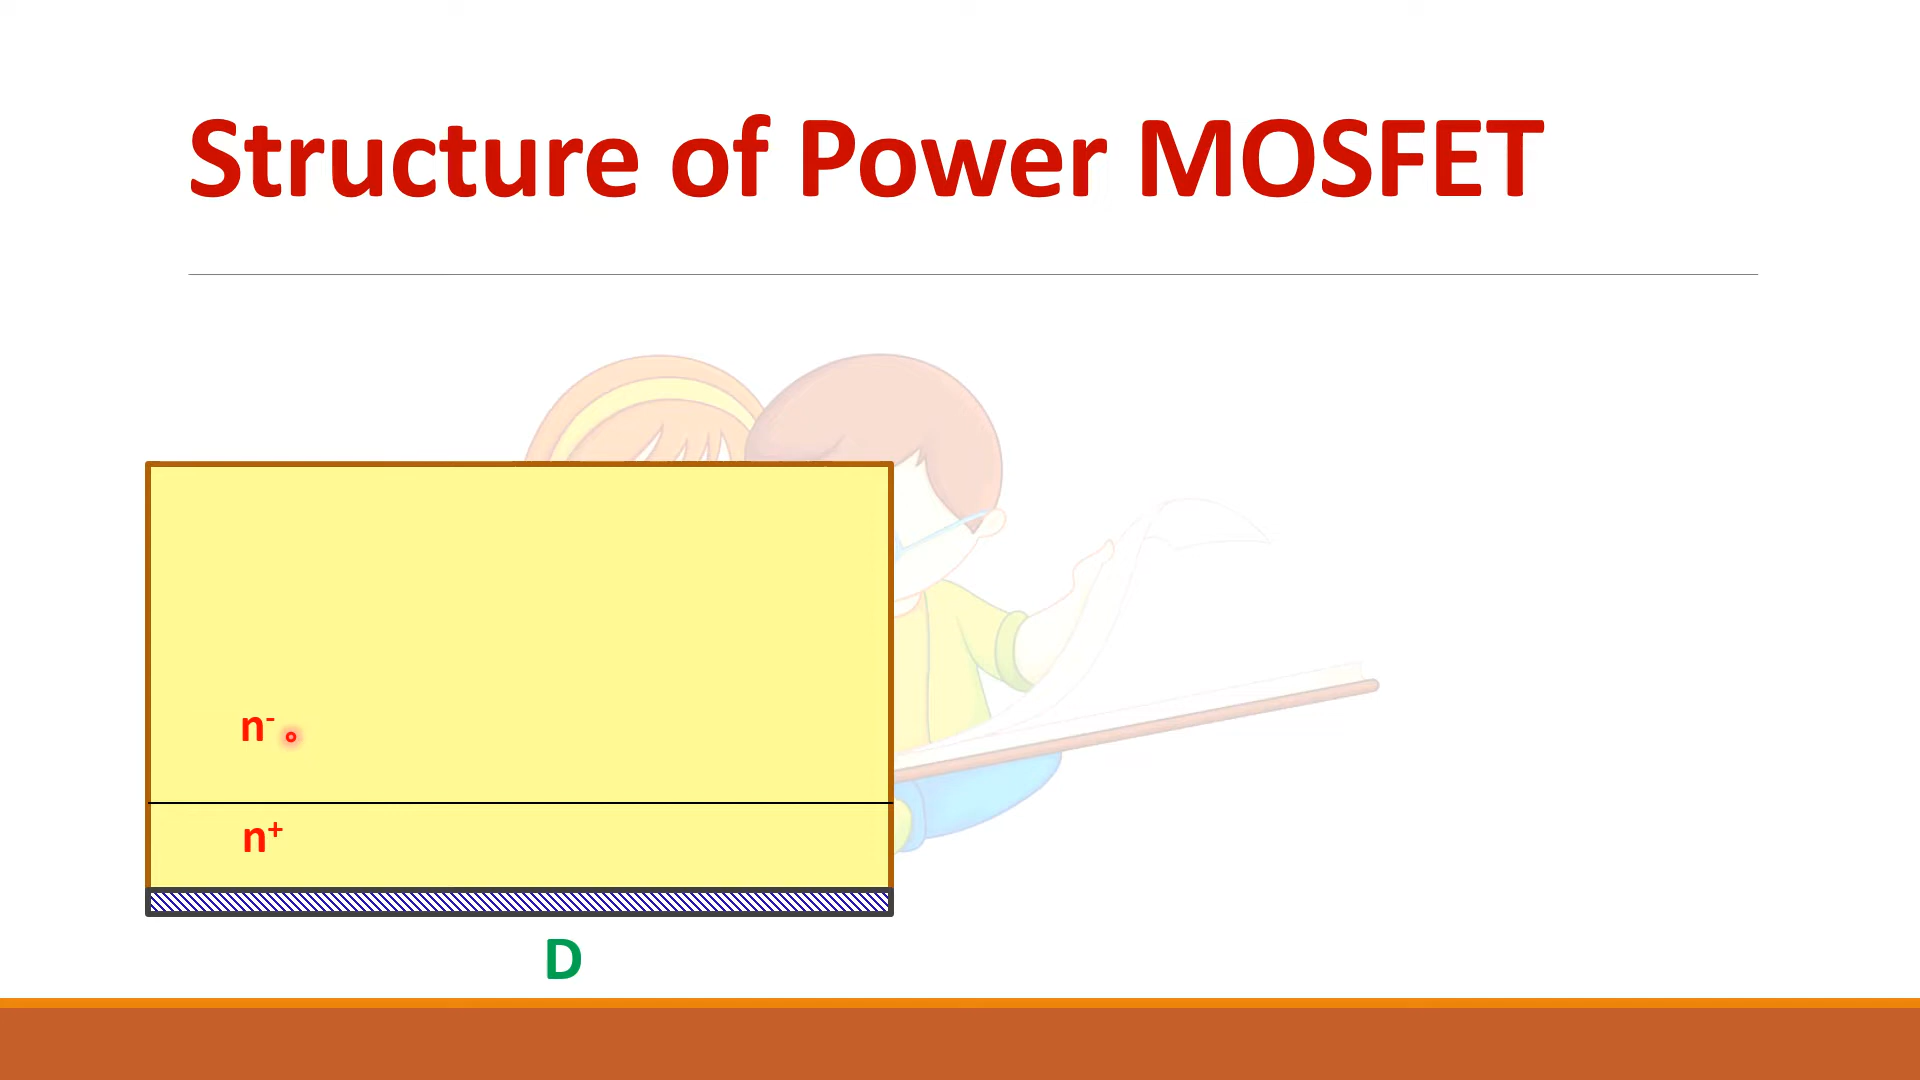 Structure of Power MOSFET
n⁻
n⁺
D